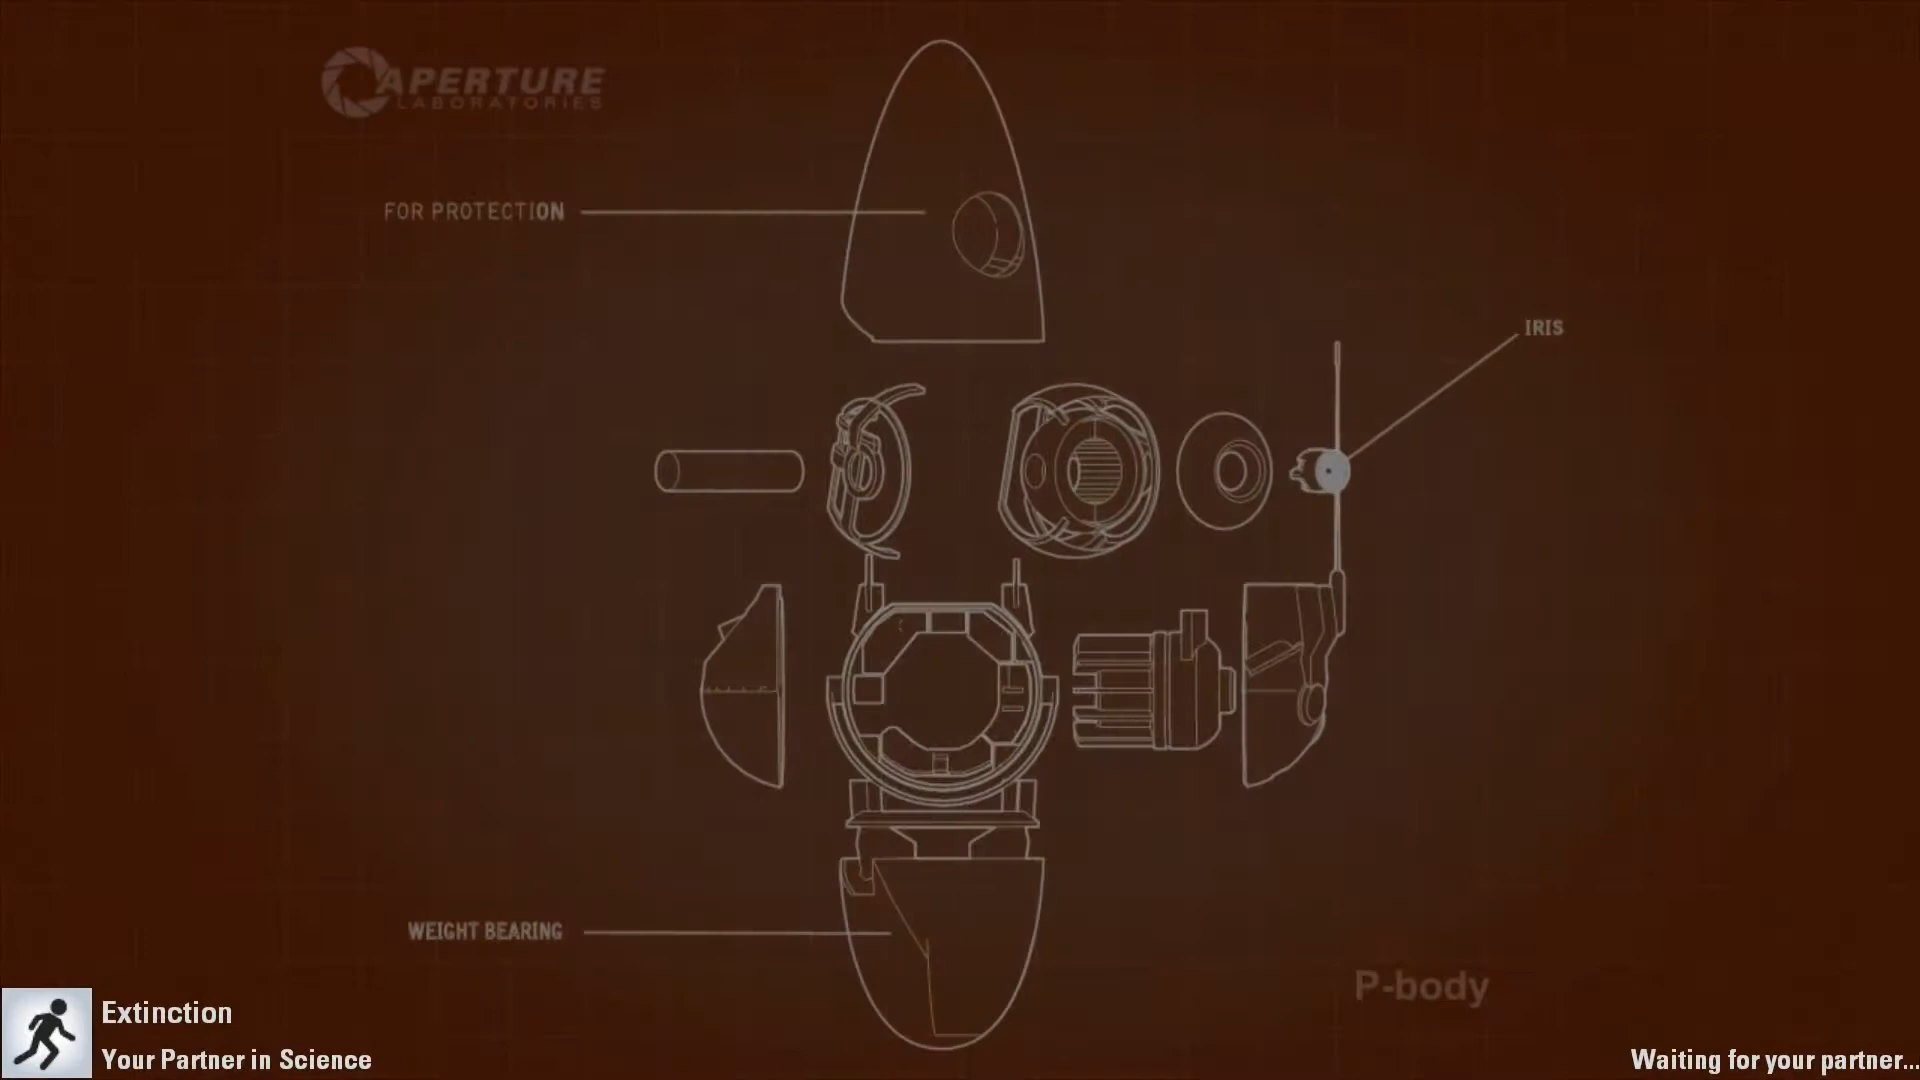 APERTURE
LABORATORIES
FOR PROTECTION
IRIS
WEIGHT BEARING
P-body
Extinction
Your Partner in Science
Waiting for your partner...